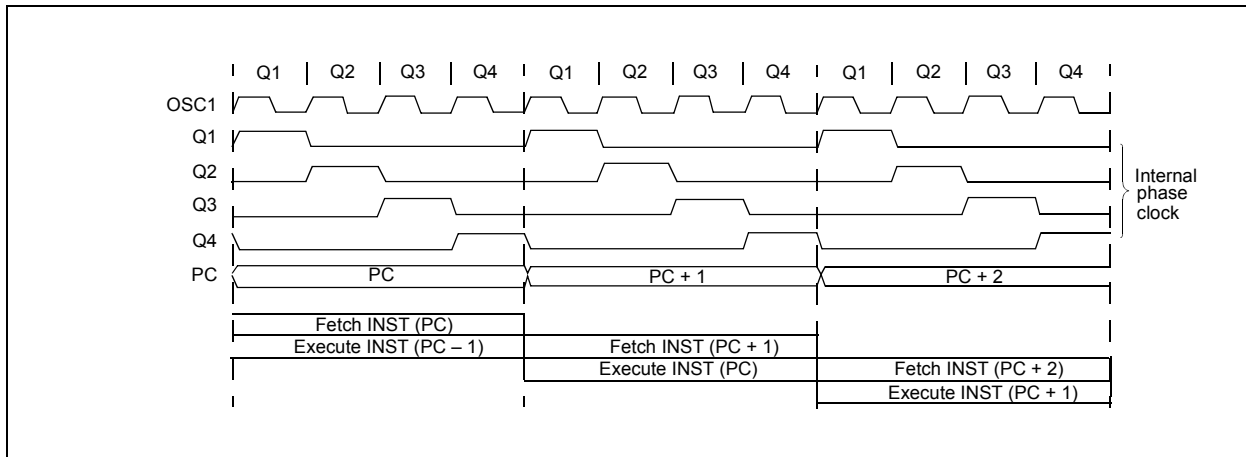 Q1 Q2 Q3 Q4 Q1 Q2 Q3 Q4 Q1 Q2 Q3 Q4
OSC1
Q1
Q2
Q3
Q4
PC
Internal
phase
clock
PC PC + 1 PC + 2
Fetch INST (PC)
Execute INST (PC – 1) Fetch INST (PC + 1)
Execute INST (PC) Fetch INST (PC + 2)
Execute INST (PC + 1)